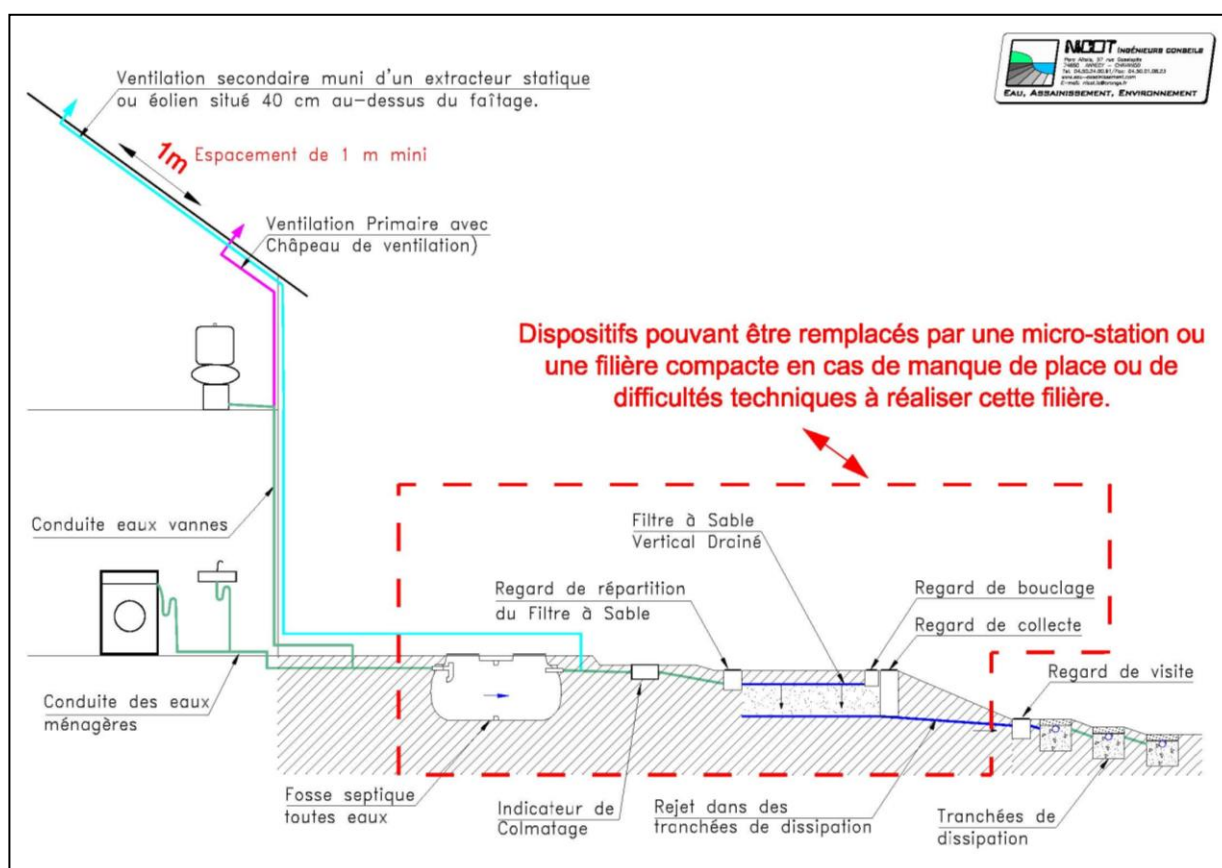 NICOT INGÉNIEURS CONSEILS
EAU, ASSAINISSEMENT, ENVIRONNEMENT
Ventilation secondaire muni d'un extracteur statique
ou éolien situé 40 cm au-dessus du faîtage.
1m Espacement de 1 m mini
Ventilation Primaire avec
Châpeau de ventilation)
Dispositifs pouvant être remplacés par une micro-station ou
une filière compacte en cas de manque de place ou de
difficultés techniques à réaliser cette filière.
Conduite eaux vannes
Filtre à Sable
Vertical Drainé
Regard de répartition
du Filtre à Sable
Regard de bouclage
Regard de collecte
Regard de visite
Conduite des eaux
ménagères
Fosse septique
toutes eaux
Indicateur de
Colmatage
Rejet dans des
tranchées de dissipation
Tranchées de
dissipation